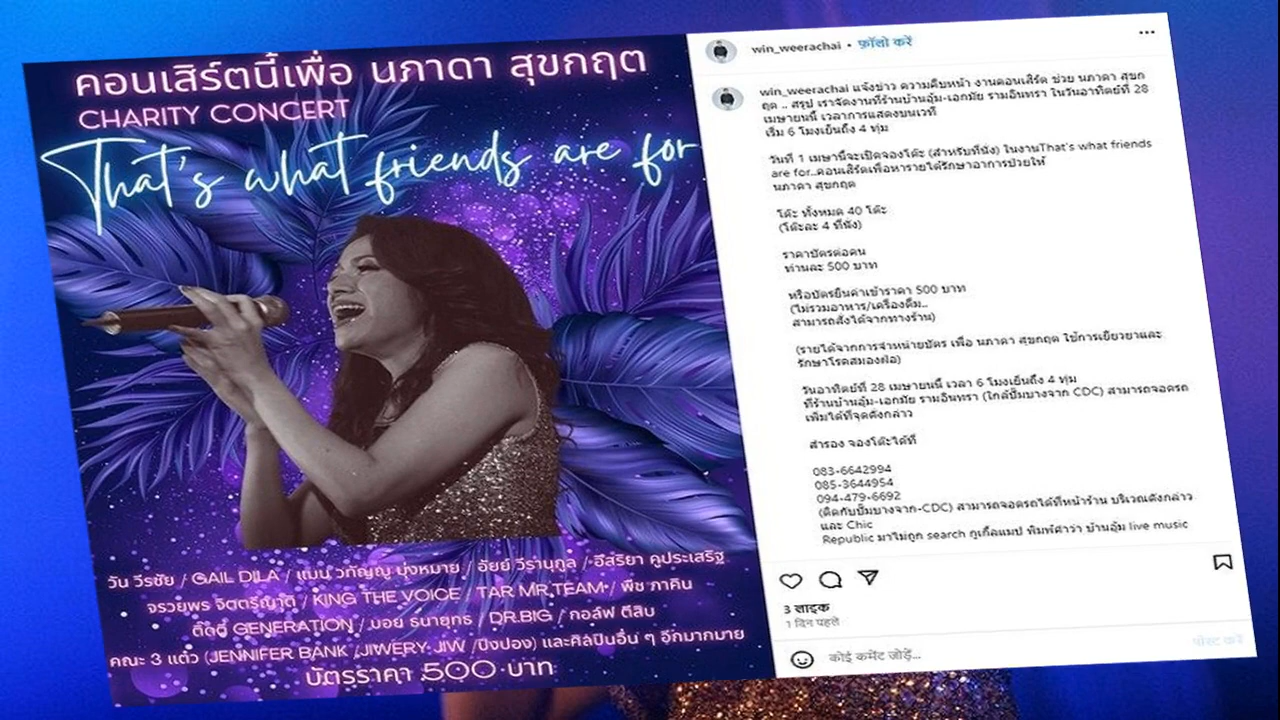 คอนเสิร์ตนี้เพื่อ นภาดา สุขกฤต
CHARITY CONCERT
That's what friends are for
วัน วีรชัย / GAIL DILA / แมน วทัญญู มุ่งหมาย / อัยย์ วีรานุกูล / อิสริยา คูประเสริฐ
จรวยพร จิตตรีญาติ / KING THE VOICE / TAR MR.TEAM / พีช ภาคิน
ติ๊ดตี่ GENERATION / บอย ธนายุทธ / DR.BIG / กอล์ฟ ตีสิบ
คณะ 3 แต๋ว (JENNIFER BANK /JIWERY JIW /ปิงปอง) และศิลปินอื่น ๆ อีกมากมาย
บัตรราคา 500 บาท
win_weerachai • फ़ॉलो करें
win_weerachai แจ้งข่าว ความคืบหน้า งานคอนเสิร์ต ช่วย นภาดา สุขก
ฤต .. สรุป เราจัดงานที่ร้านบ้านอุ้ม-เอกมัย รามอินทรา ในวันอาทิตย์ที่ 28
เมษายนนี้ เวลาการแสดงบนเวที
เริ่ม 6 โมงเย็นถึง 4 ทุ่ม
วันที่ 1 เมษานี้จะเปิดจองโต๊ะ (สำหรับที่นั่ง) ในงานThat's what friends
are for..คอนเสิร์ตเพื่อหารายได้รักษาอาการป่วยให้
นภาดา สุขกฤต
โต๊ะ ทั้งหมด 40 โต๊ะ
(โต๊ะละ 4 ที่นั่ง)
ราคาบัตรต่อคน
ท่านละ 500 บาท
หรือบัตรยืนค่าเข้าราคา 500 บาท
(ไม่รวมอาหาร/เครื่องดื่ม..
สามารถสั่งได้จากทางร้าน)
(รายได้จากการจำหน่ายบัตร เพื่อ นภาดา สุขกฤต ใช้การเยียวยาและ
รักษาโรคสมองฝ่อ)
วันอาทิตย์ที่ 28 เมษายนนี้ เวลา 6 โมงเย็นถึง 4 ทุ่ม
ที่ร้านบ้านอุ้ม-เอกมัย รามอินทรา (ใกล้ปั๊มบางจาก CDC) สามารถจอดรถ
เพิ่มได้ที่จุดดังกล่าว
สำรอง จองโต๊ะได้ที่
083-6642994
085-3644954
094-479-6692
(ติดกับปั๊มบางจาก-CDC) สามารถจอดรถได้ที่หน้าร้าน บริเวณดังกล่าว
และ Chic
Republic มาไม่ถูก search กูเกิ้ลแมป พิมพ์คำว่า บ้านอุ้ม live music
3 लाइक
1 दिन पहले
कोई कमेंट जोड़ें...
पोस्ट करें